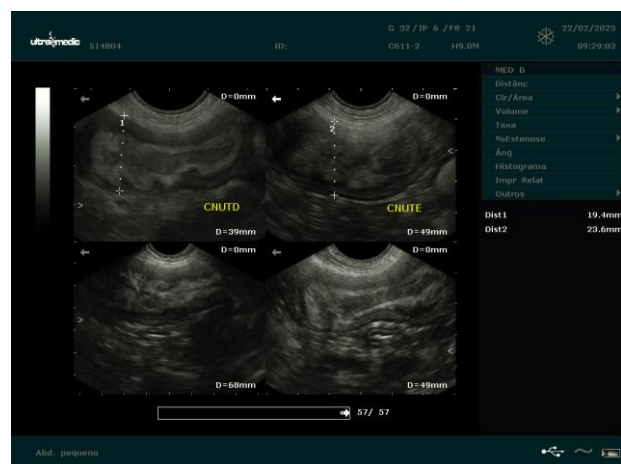 ultramedic 514804 ID: G 32/IP 6 /FR 21 22/02/2023
C611-2 H9.0M 09:29:03
MED B
Distânc
Cir/Área
Volume
Taxa
%Estenose
Âng
Histograma
Impr Relat
Outros
Dist1 19.4mm
Dist2 23.6mm
D=0mm
1
CNUTD
D=39mm
D=0mm
2
CNUTE
D=49mm
D=0mm
D=68mm
D=0mm
D=49mm
57/ 57
Abd. pequeno